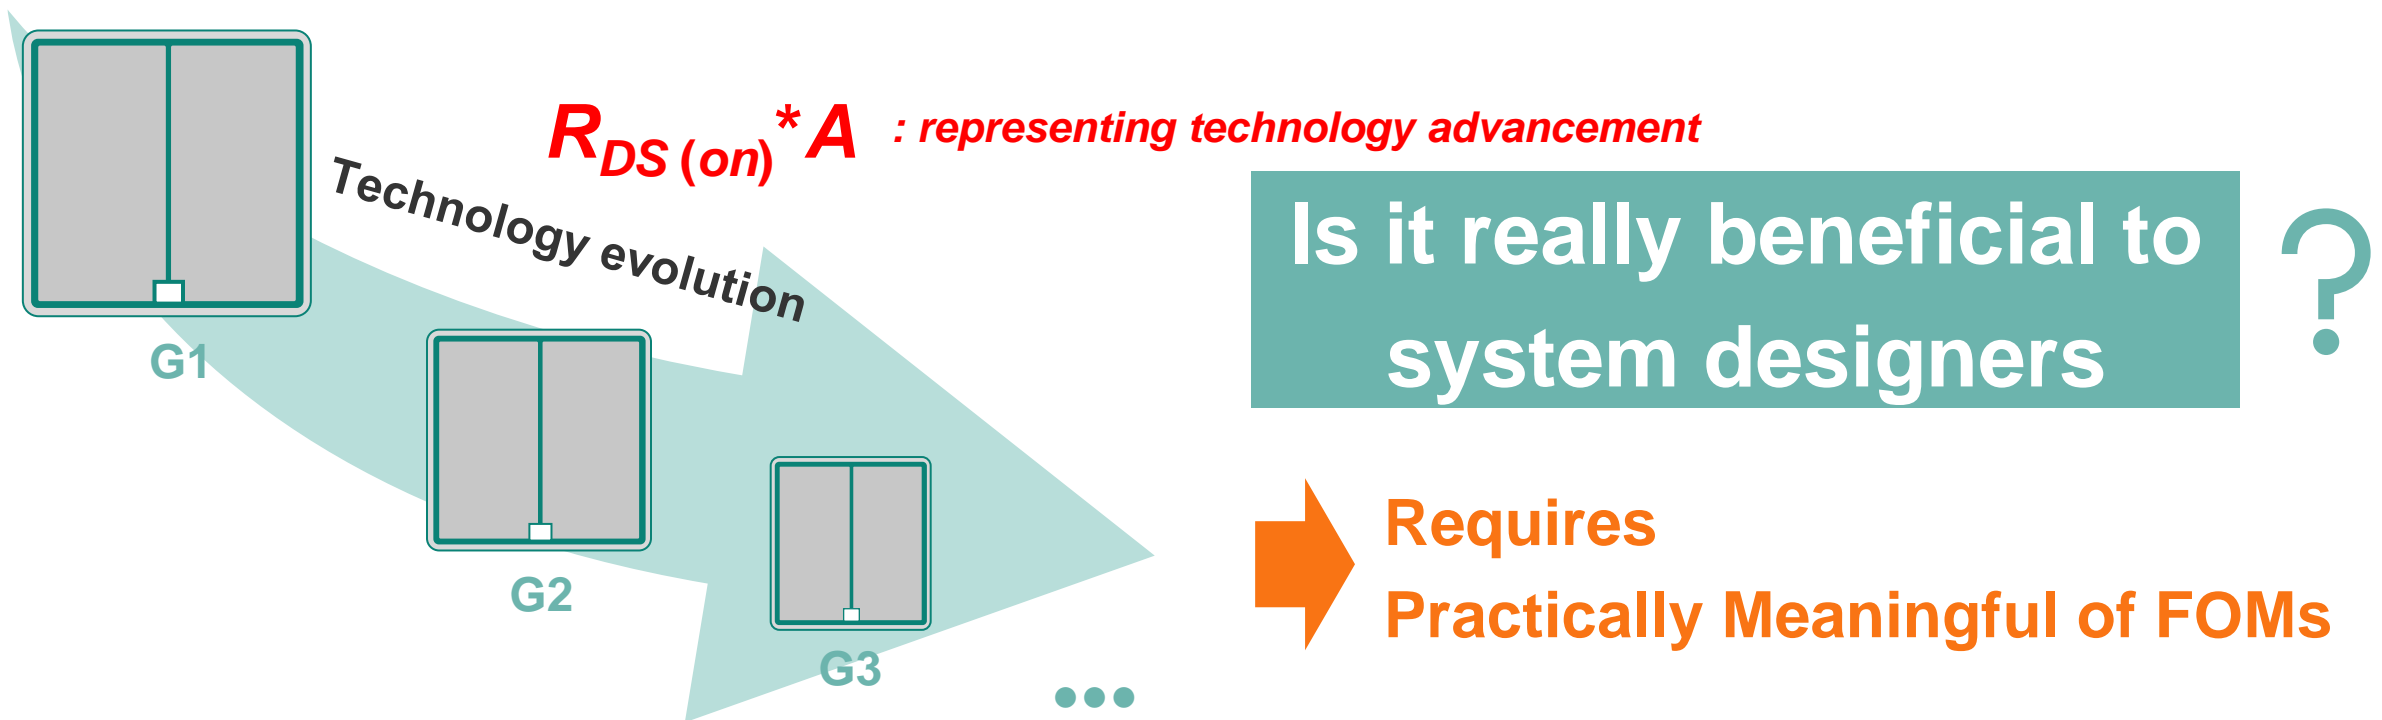 R_DS (on)*A : representing technology advancement
Technology evolution
Is it really beneficial to
system designers
?
G1
G2
G3
...
Requires
Practically Meaningful of FOMs